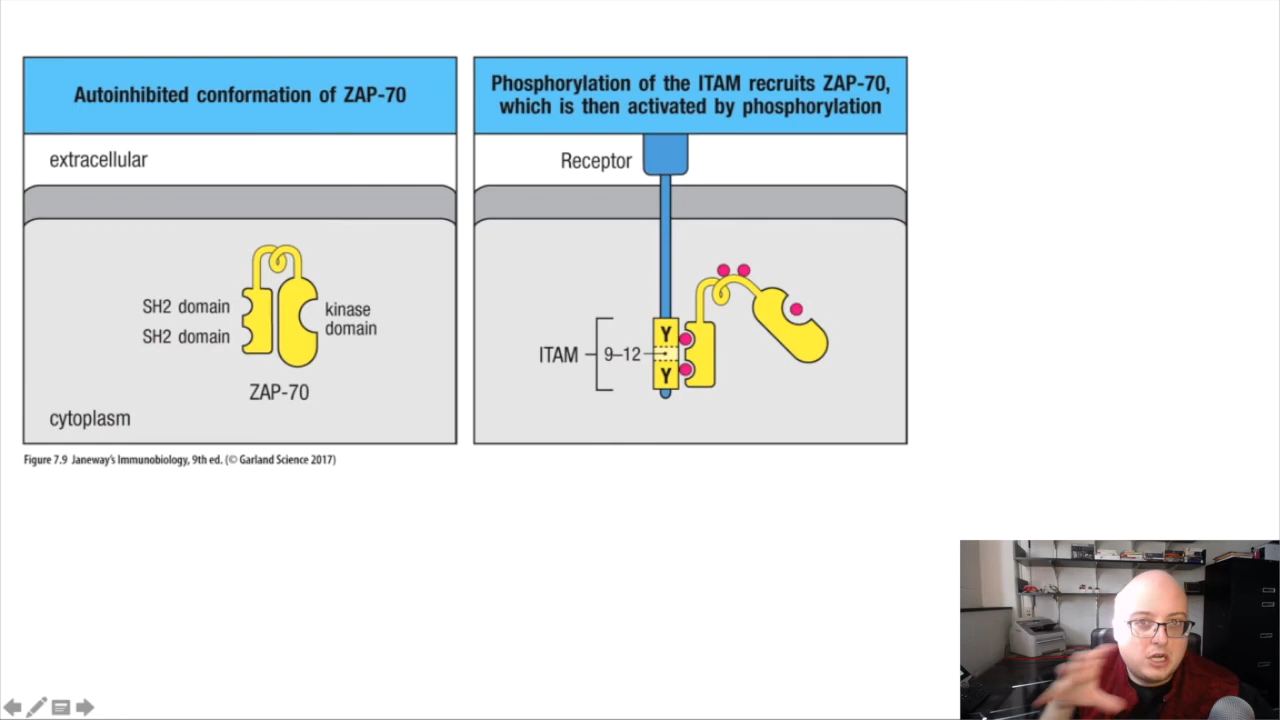 Autoinhibited conformation of ZAP-70
extracellular
SH2 domain
SH2 domain
kinase
domain
ZAP-70
cytoplasm
Phosphorylation of the ITAM recruits ZAP-70,
which is then activated by phosphorylation
Receptor
Y
ITAM
9–12
Y
Figure 7.9 Janeway's Immunobiology, 9th ed. (© Garland Science 2017)